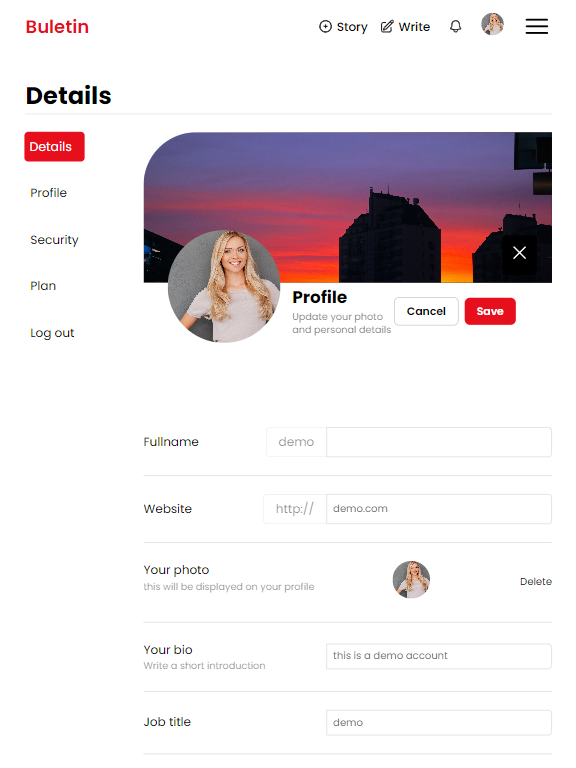 Buletin
Story Write
Details
Details
Profile
Security
Plan
Log out
Profile
Update your photo
and personal details
Cancel Save
Fullname demo
Website http:// demo.com
Your photo
this will be displayed on your profile
Delete
Your bio
Write a short introduction
this is a demo account
Job title demo